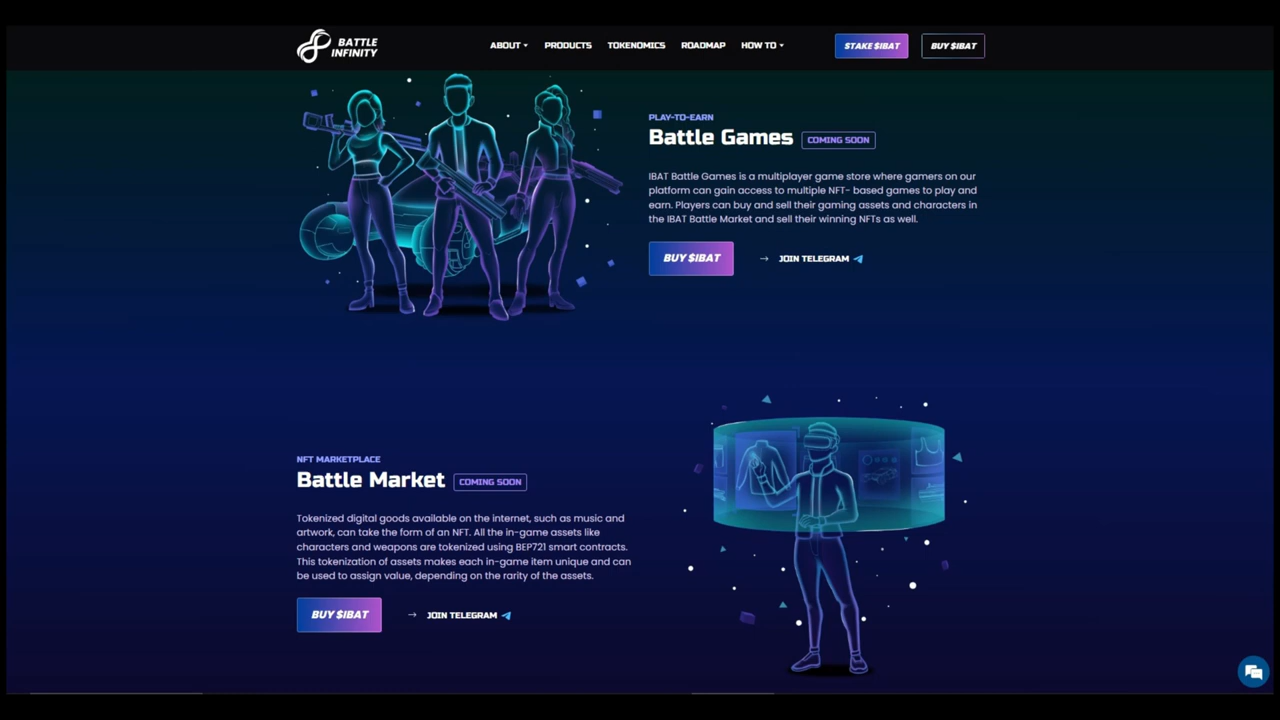 BATTLE
INFINITY
ABOUT
PRODUCTS
TOKENOMICS
ROADMAP
HOW TO
STAKE $IBAT
BUY $IBAT
PLAY-TO-EARN
Battle Games
COMING SOON
IBAT Battle Games is a multiplayer game store where gamers on our
platform can gain access to multiple NFT- based games to play and
earn. Players can buy and sell their gaming assets and characters in
the IBAT Battle Market and sell their winning NFTs as well.
BUY $IBAT
→ JOIN TELEGRAM
NFT MARKETPLACE
Battle Market
COMING SOON
Tokenized digital goods available on the internet, such as music and
artwork, can take the form of an NFT. All the in-game assets like
characters and weapons are tokenized using BEP721 smart contracts.
This tokenization of assets makes each in-game item unique and can
be used to assign value, depending on the rarity of the assets.
BUY $IBAT
→ JOIN TELEGRAM